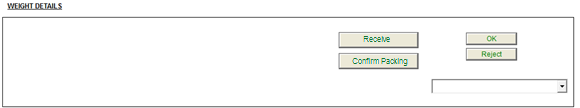 WEIGHT DETAILS
Receive
OK
Confirm Packing
Reject